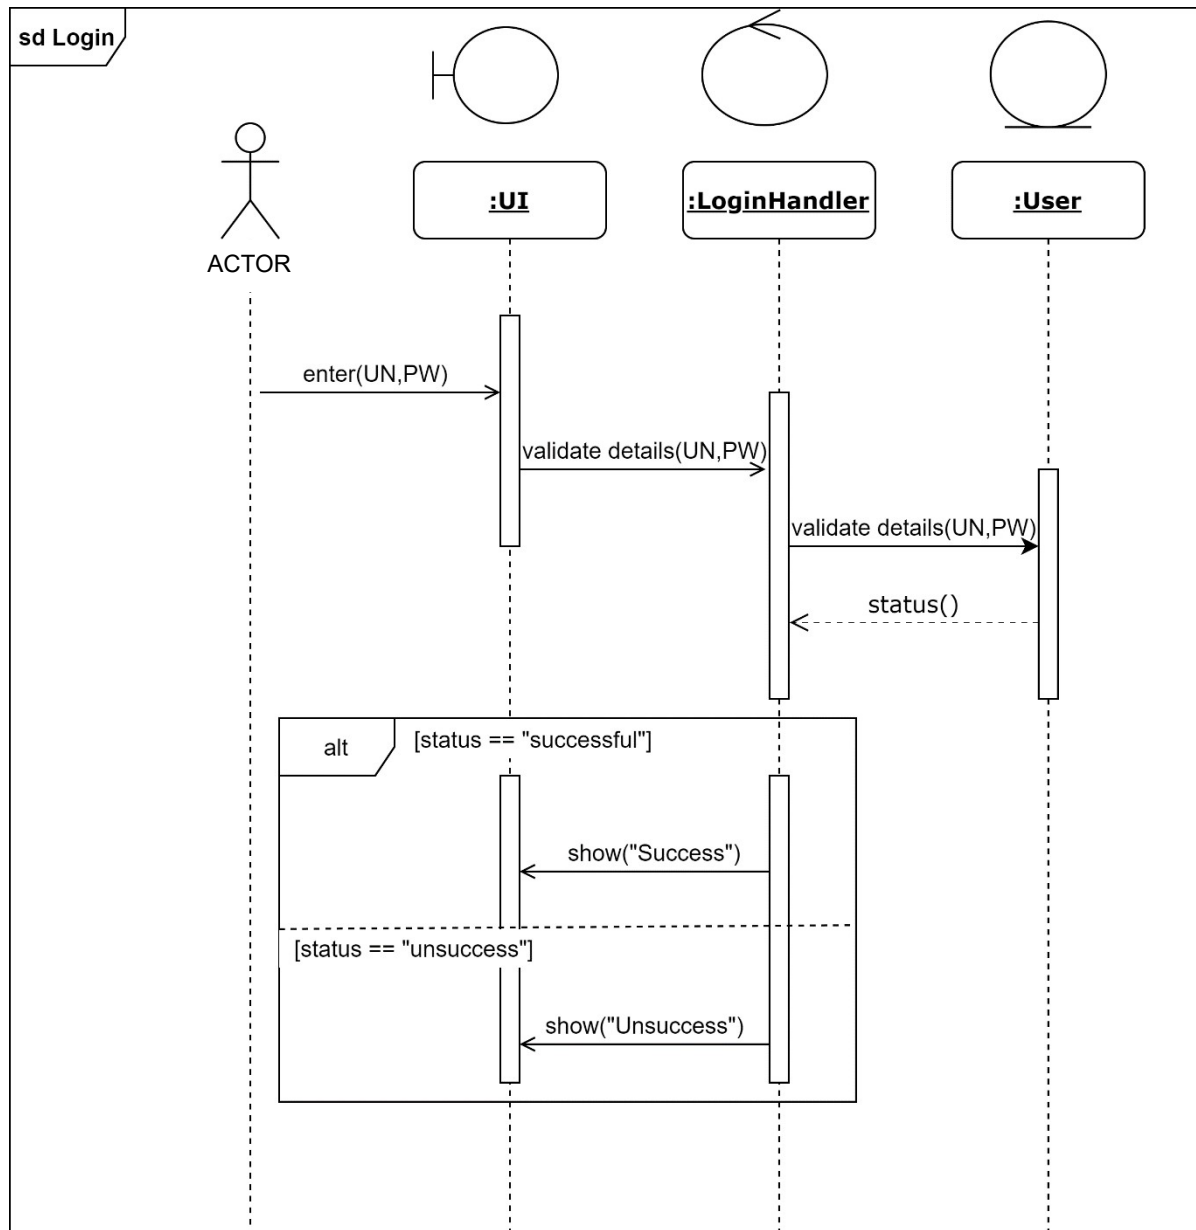 sd Login
ACTOR
:UI
:LoginHandler
:User
enter(UN,PW)
validate details(UN,PW)
validate details(UN,PW)
status()
alt
[status == "successful"]
show("Success")
[status == "unsuccess"]
show("Unsuccess")